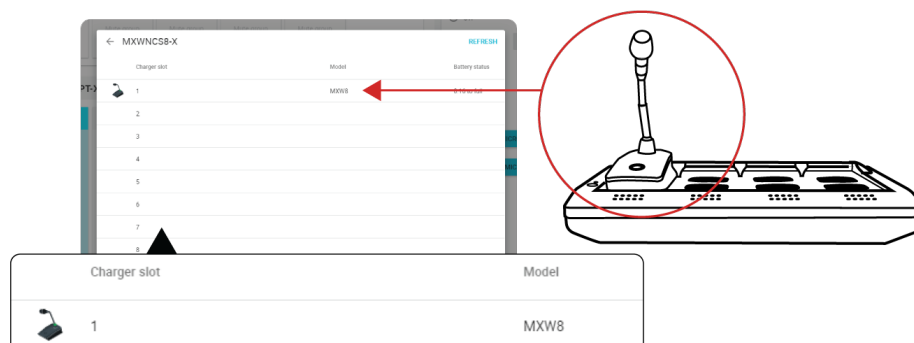 MXWNCS8-X REFRESH
Charger slot Model Battery status
1 MXW8
2
3
4
5
6
7
8
Charger slot Model
1 MXW8